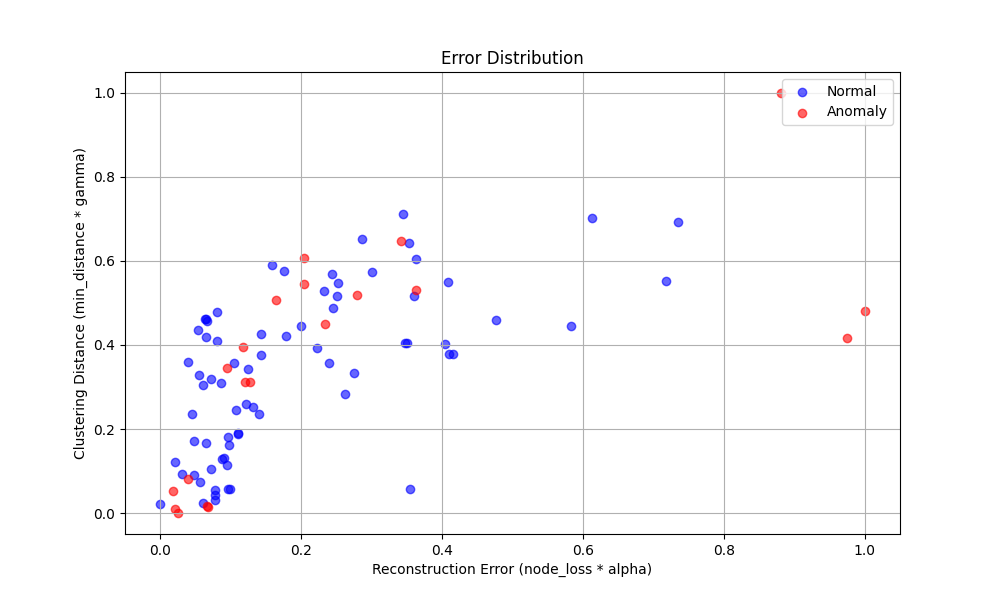 Error Distribution
Normal
Anomaly
Clustering Distance (min_distance * gamma)
1.0
0.8
0.6
0.4
0.2
0.0
0.0 0.2 0.4 0.6 0.8 1.0
Reconstruction Error (node_loss * alpha)